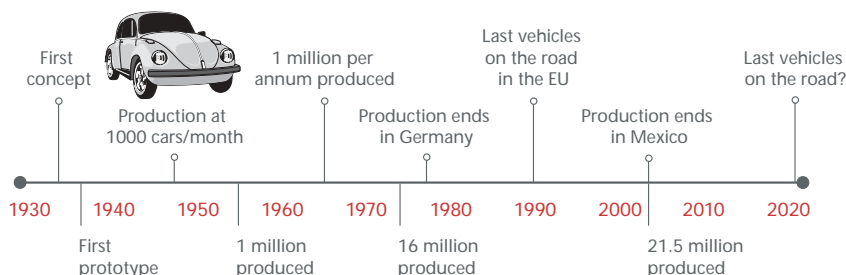 First
concept
1 million per
annum produced
Last vehicles
on the road
in the EU
Last vehicles
on the road?
Production at
1000 cars/month
Production ends
in Germany
Production ends
in Mexico
1930 1940 1950 1960 1970 1980 1990 2000 2010 2020
First
prototype
1 million
produced
16 million
produced
21.5 million
produced